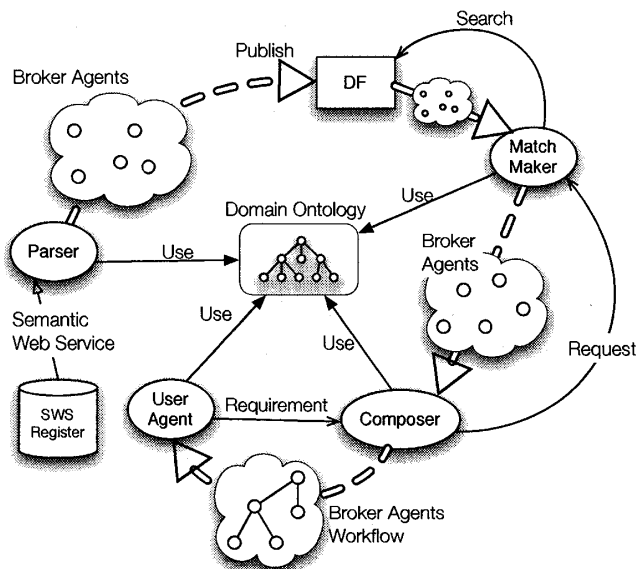 Search
Publish
Broker Agents
DF
Match
Maker
Use
Domain Ontology
Broker
Agents
Parser
Use
Semantic
Web Service
Use
Use
Request
SWS
Register
User
Agent
Requirement
Composer
Broker Agents
Workflow